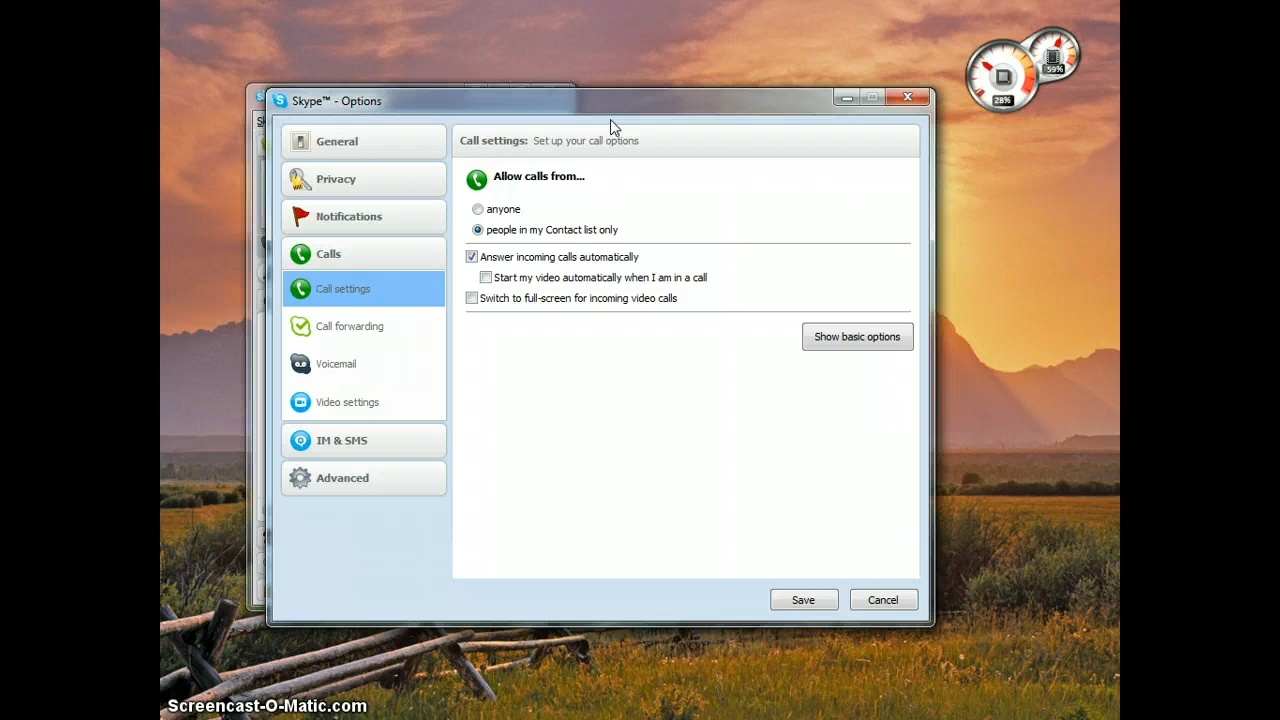 Skype™ - Options
59%
28%
General
Privacy
Notifications
Calls
Call settings
Call forwarding
Voicemail
Video settings
IM & SMS
Advanced
Call settings: Set up your call options
Allow calls from...
anyone
people in my Contact list only
Answer incoming calls automatically
Start my video automatically when I am in a call
Switch to full-screen for incoming video calls
Show basic options
Save
Cancel
Screencast-O-Matic.com